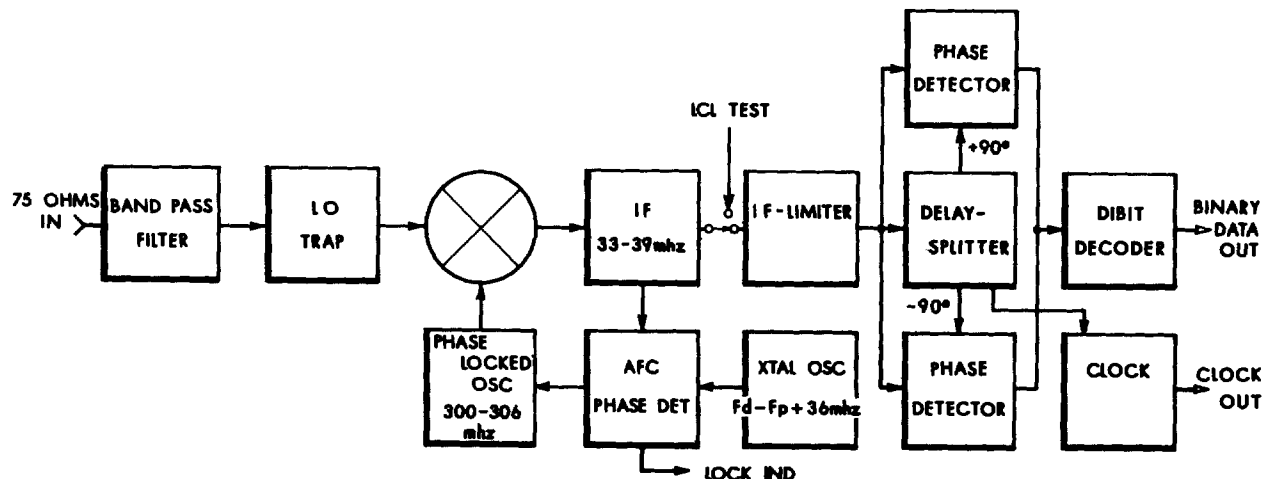 75 OHMS
IN
BAND PASS
FILTER
LO
TRAP
IF
33-39mhz
LCL TEST
IF-LIMITER
PHASE
DETECTOR
+90°
DELAY-
SPLITTER
-90°
DIBIT
DECODER
BINARY
DATA
OUT
PHASE
LOCKED
OSC
300-306
mhz
AFC
PHASE DET
XTAL OSC
Fd-Fp+36mhz
PHASE
DETECTOR
CLOCK
CLOCK
OUT
LOCK IND